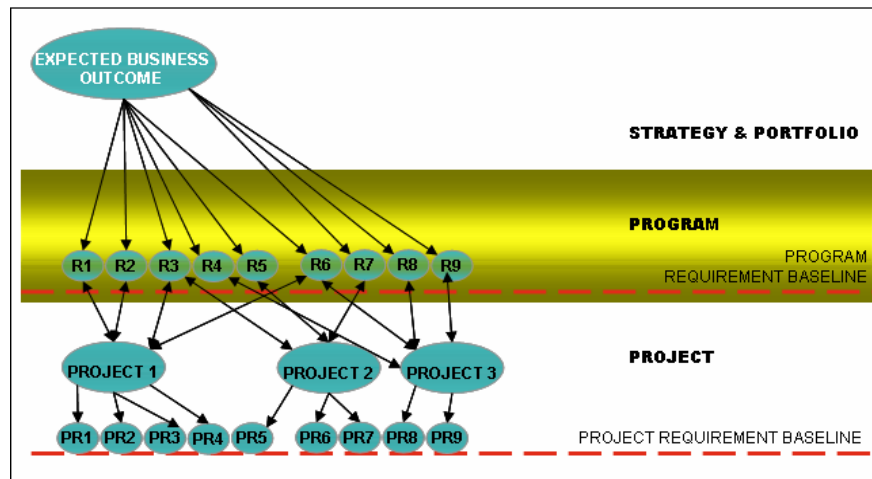 EXPECTED BUSINESS
OUTCOME
STRATEGY & PORTFOLIO
PROGRAM
R1 R2 R3 R4 R5 R6 R7 R8 R9
PROGRAM
REQUIREMENT BASELINE
PROJECT
PROJECT 1 PROJECT 2 PROJECT 3
PR1 PR2 PR3 PR4 PR5 PR6 PR7 PR8 PR9
PROJECT REQUIREMENT BASELINE